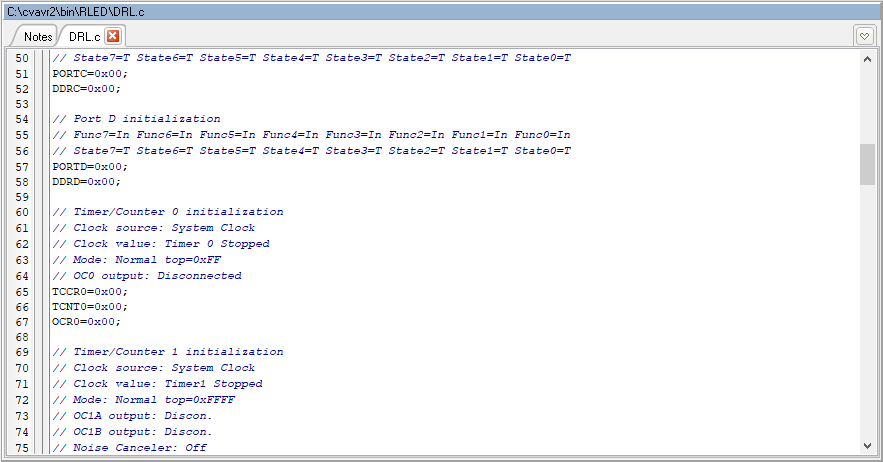 C:\cvavr2\bin\RLED\DRL.c
Notes DRL.c
50 // State7=T State6=T State5=T State4=T State3=T State2=T State1=T State0=T
51 PORTC=0x00;
52 DDRC=0x00;
53
54 // Port D initialization
55 // Func7=In Func6=In Func5=In Func4=In Func3=In Func2=In Func1=In Func0=In
56 // State7=T State6=T State5=T State4=T State3=T State2=T State1=T State0=T
57 PORTD=0x00;
58 DDRD=0x00;
59
60 // Timer/Counter 0 initialization
61 // Clock source: System Clock
62 // Clock value: Timer 0 Stopped
63 // Mode: Normal top=0xFF
64 // OC0 output: Disconnected
65 TCCR0=0x00;
66 TCNT0=0x00;
67 OCR0=0x00;
68
69 // Timer/Counter 1 initialization
70 // Clock source: System Clock
71 // Clock value: Timer1 Stopped
72 // Mode: Normal top=0xFFFF
73 // OC1A output: Discon.
74 // OC1B output: Discon.
75 // Noise Canceler: Off